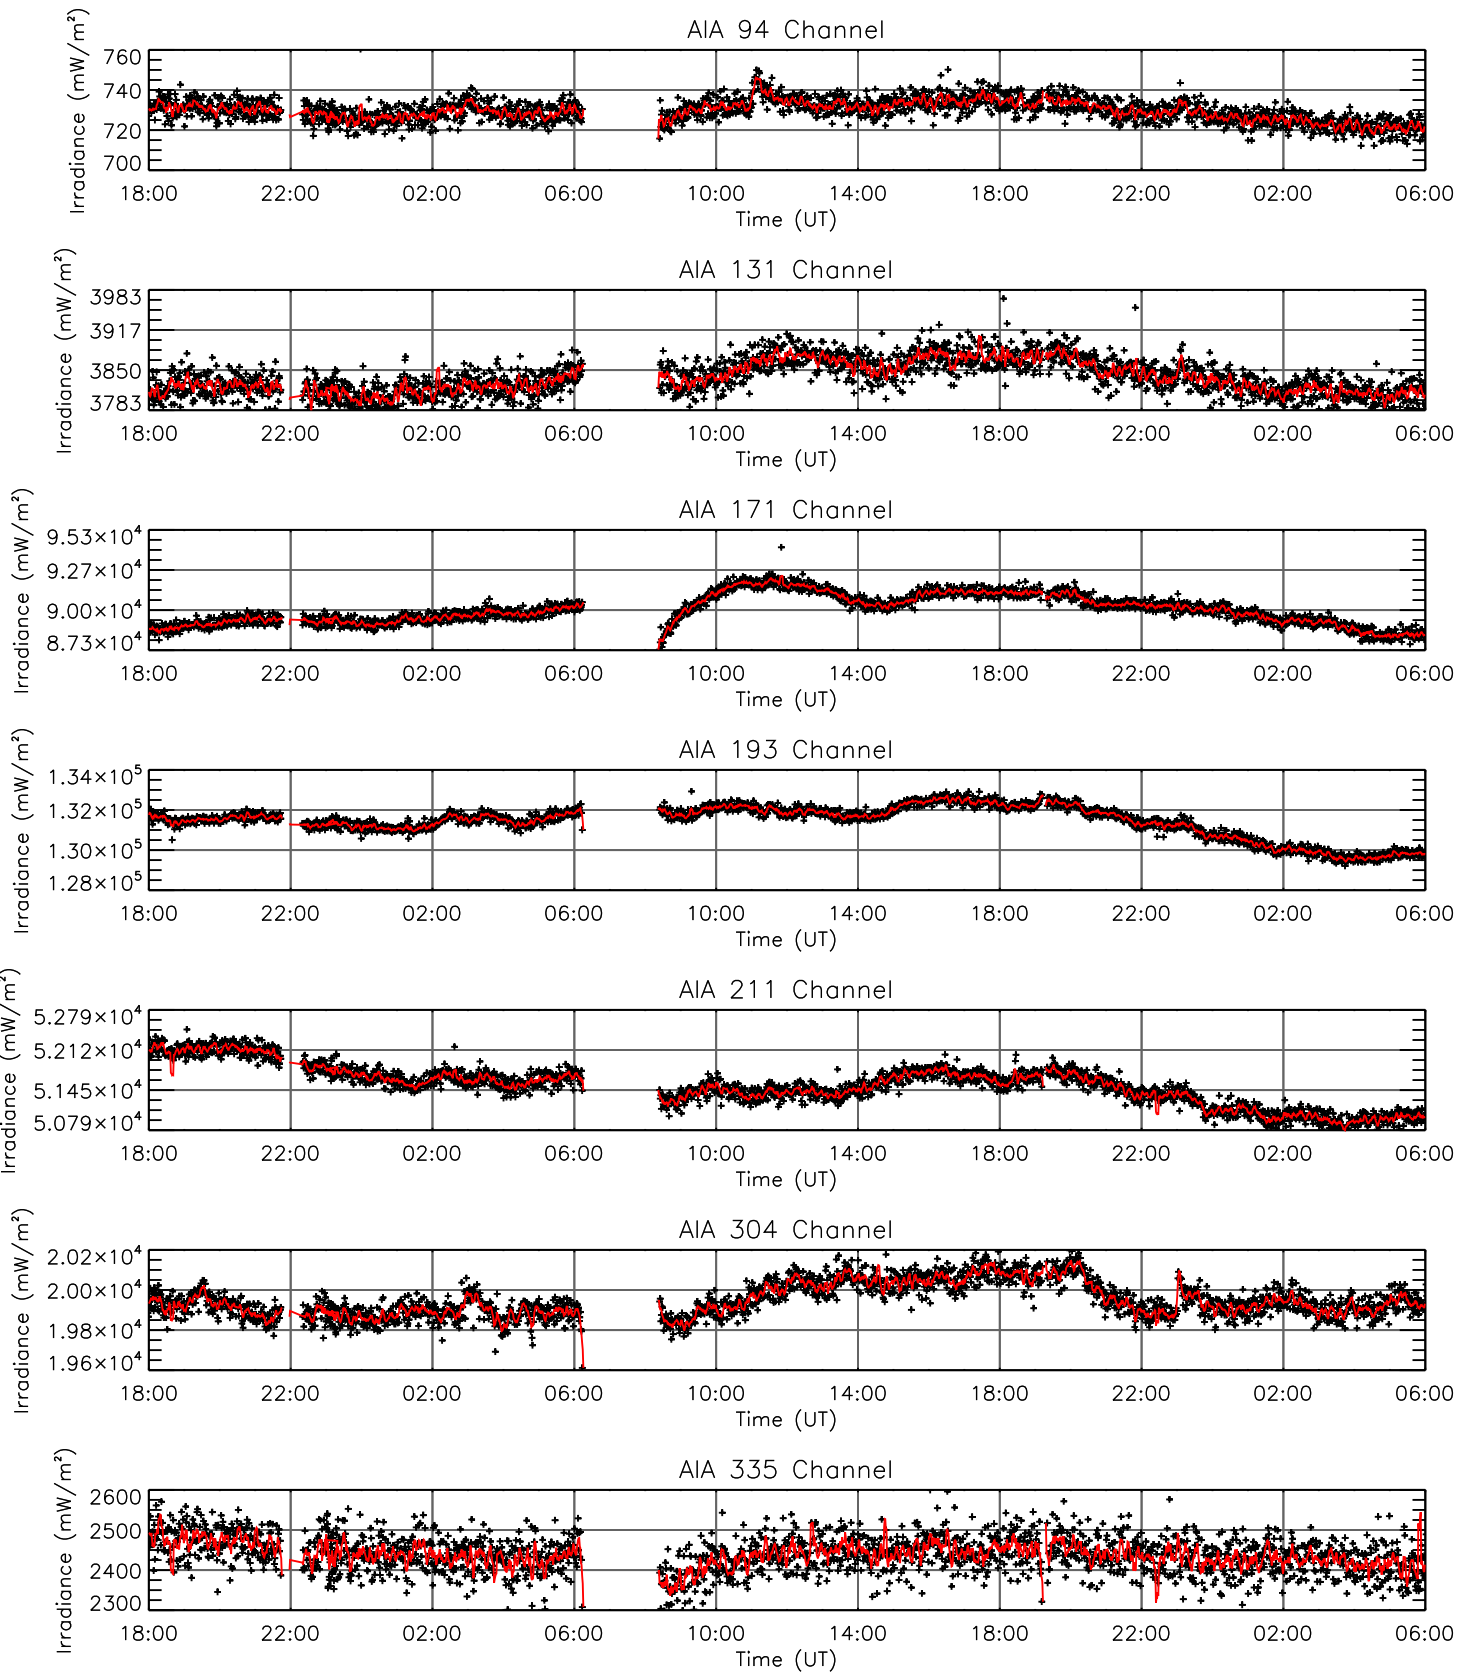 AIA 94 Channel
Irradiance (mW/m²)
760
740
720
700
18:00 22:00 02:00 06:00 10:00 14:00 18:00 22:00 02:00 06:00
Time (UT)
AIA 131 Channel
Irradiance (mW/m²)
3983
3917
3850
3783
18:00 22:00 02:00 06:00 10:00 14:00 18:00 22:00 02:00 06:00
Time (UT)
AIA 171 Channel
Irradiance (mW/m²)
9.53×10⁴
9.27×10⁴
9.00×10⁴
8.73×10⁴
18:00 22:00 02:00 06:00 10:00 14:00 18:00 22:00 02:00 06:00
Time (UT)
AIA 193 Channel
Irradiance (mW/m²)
1.34×10⁵
1.32×10⁵
1.30×10⁵
1.28×10⁵
18:00 22:00 02:00 06:00 10:00 14:00 18:00 22:00 02:00 06:00
Time (UT)
AIA 211 Channel
Irradiance (mW/m²)
5.279×10⁴
5.212×10⁴
5.145×10⁴
5.079×10⁴
18:00 22:00 02:00 06:00 10:00 14:00 18:00 22:00 02:00 06:00
Time (UT)
AIA 304 Channel
Irradiance (mW/m²)
2.02×10⁴
2.00×10⁴
1.98×10⁴
1.96×10⁴
18:00 22:00 02:00 06:00 10:00 14:00 18:00 22:00 02:00 06:00
Time (UT)
AIA 335 Channel
Irradiance (mW/m²)
2600
2500
2400
2300
18:00 22:00 02:00 06:00 10:00 14:00 18:00 22:00 02:00 06:00
Time (UT)